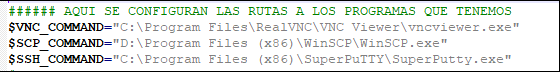 ###### AQUI SE CONFIGURAN LAS RUTAS A LOS PROGRAMAS QUE TENEMOS
$VNC_COMMAND="C:\Program Files\RealVNC\VNC Viewer\vncviewer.exe"
$SCP_COMMAND="D:\Program Files (x86)\WinSCP\WinSCP.exe"
$SSH_COMMAND="C:\Program Files (x86)\SuperPuTTY\SuperPutty.exe"